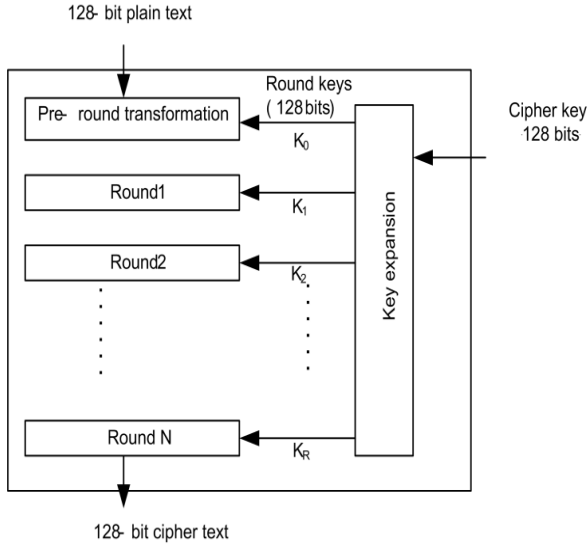 128- bit plain text
Round keys
( 128bits)
Pre- round transformation
K0
Cipher key
128 bits
Round1
K1
Round2
K2
Key expansion
Round N
KR
128- bit cipher text